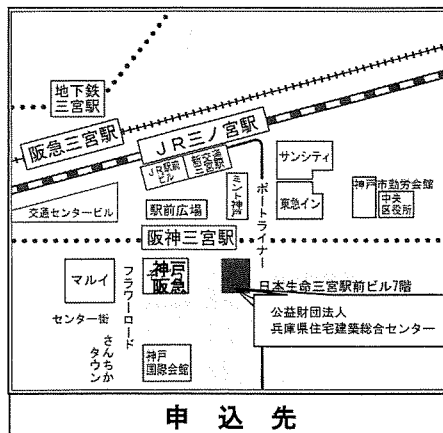 地下鉄
三宮駅
阪急三宮駅
JR三ノ宮駅
JR駅前
ビル
新交通
三宮駅
サンシティ
ミント神戸
ポートライナー
東急イン
神戸市勤労会館
中央
区役所
交通センタービル
駅前広場
阪神三宮駅
マルイ
フラワーロード
神戸
阪急
日本生命三宮駅前ビル7階
公益財団法人
兵庫県住宅建築総合センター
センター街
さんちか
タウン
神戸
国際会館
申込先